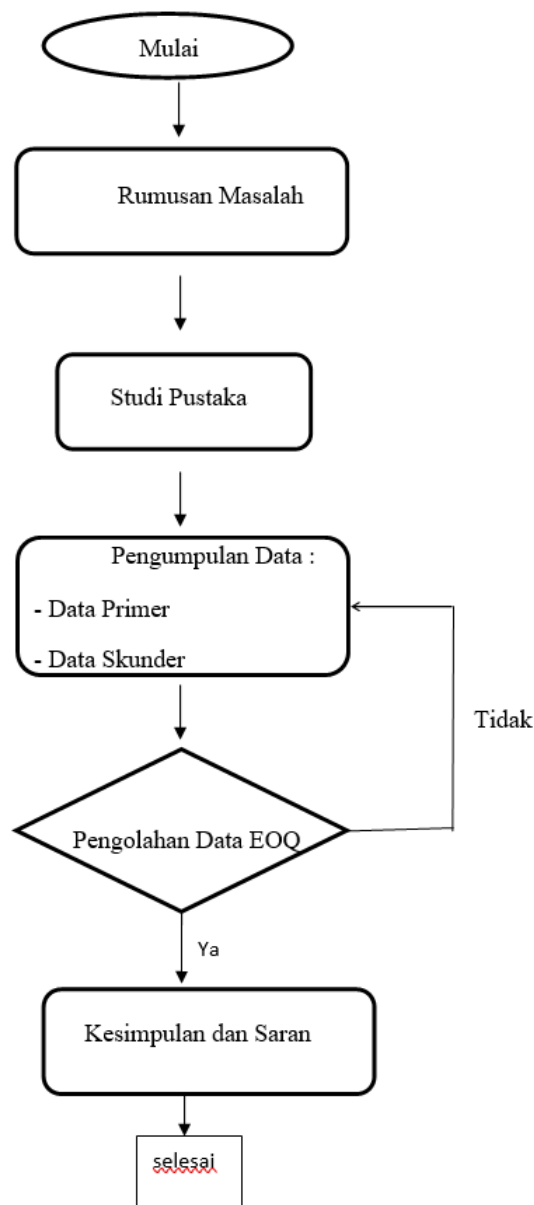 Mulai
Rumusan Masalah
Studi Pustaka
Pengumpulan Data :
- Data Primer
- Data Skunder
Tidak
Pengolahan Data EOQ
Ya
Kesimpulan dan Saran
selesai